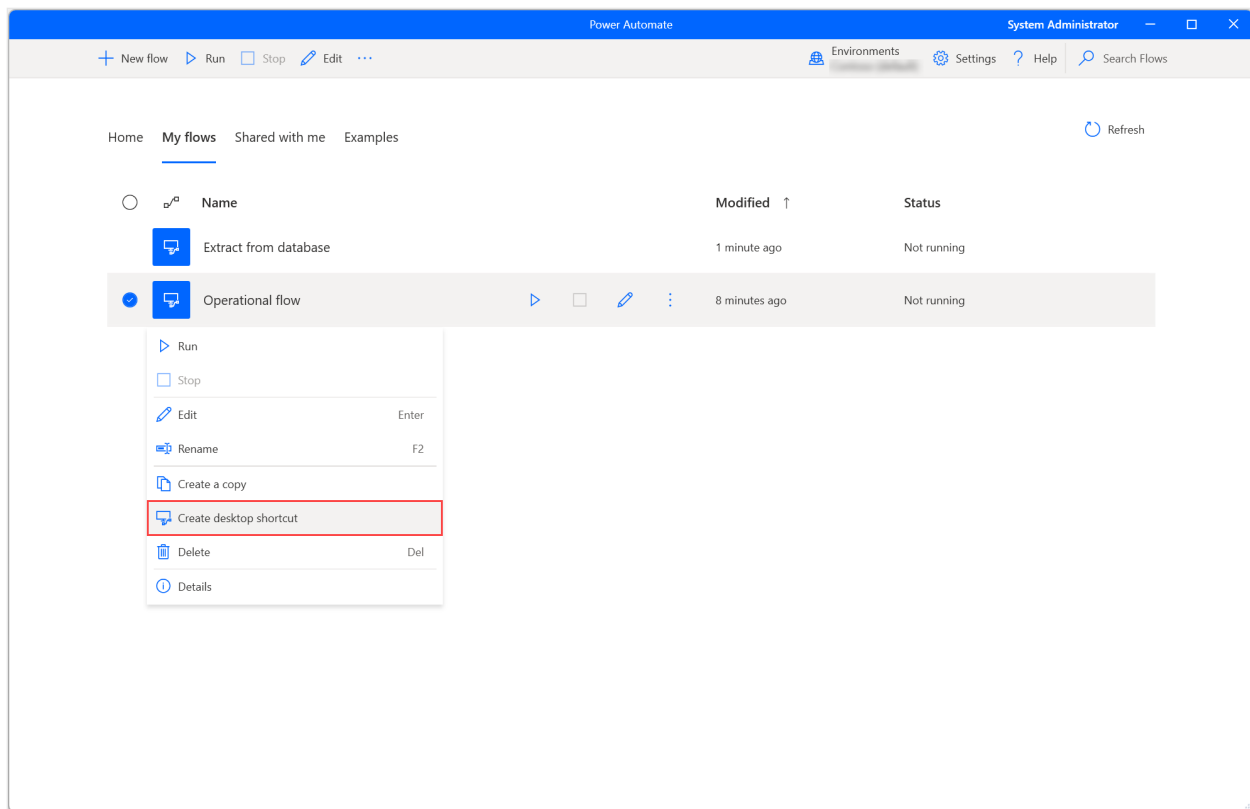 Power Automate
System Administrator
New flow Run Stop Edit ...
Environments
Settings ? Help Search Flows
Home My flows Shared with me Examples
Refresh
Name Modified ↑ Status
Extract from database 1 minute ago Not running
Operational flow 8 minutes ago Not running
Run
Stop
Edit Enter
Rename F2
Create a copy
Create desktop shortcut
Delete Del
Details